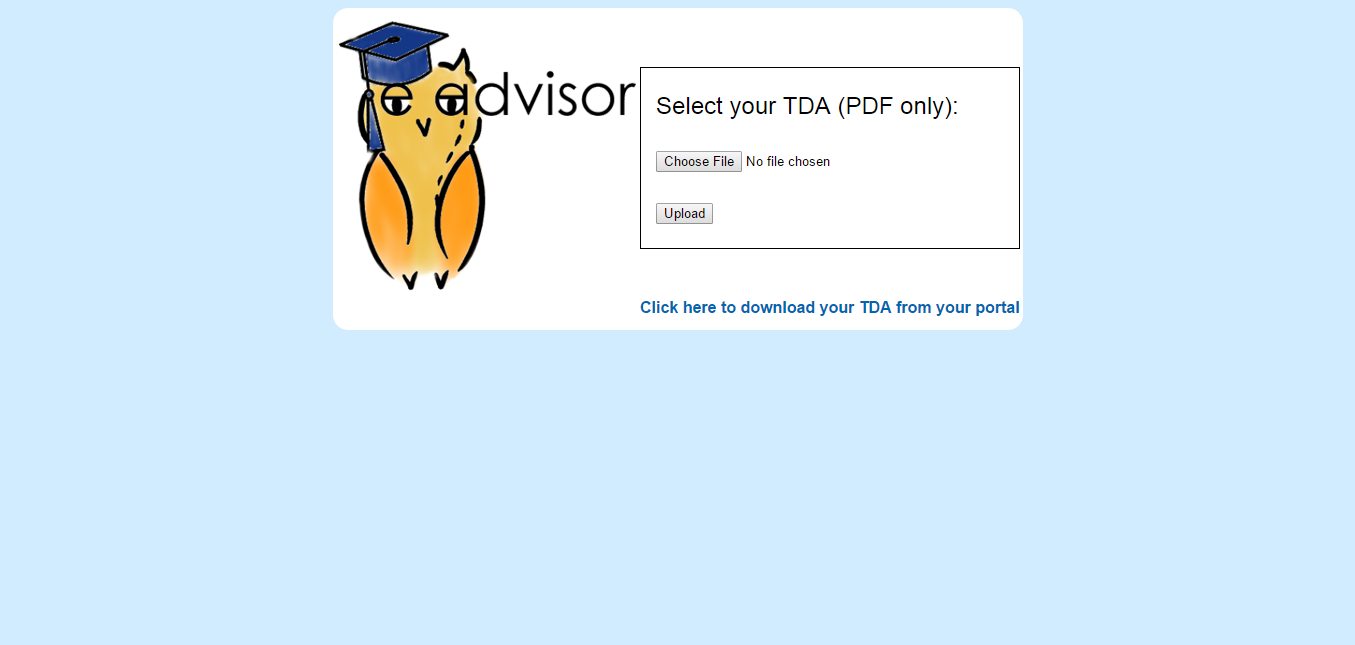 e advisor
Select your TDA (PDF only):
Choose File No file chosen
Upload
Click here to download your TDA from your portal